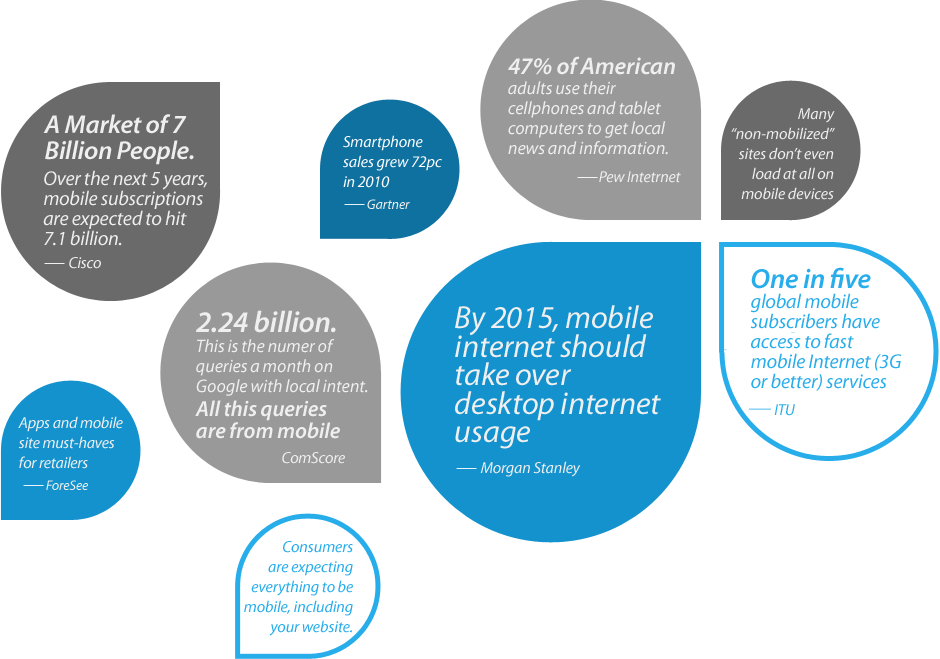 A Market of 7
Billion People.
Over the next 5 years,
mobile subscriptions
are expected to hit
7.1 billion.
— Cisco
Smartphone
sales grew 72pc
in 2010
— Gartner
47% of American
adults use their
cellphones and tablet
computers to get local
news and information.
—Pew Intetrnet
Many
“non-mobilized”
sites don’t even
load at all on
mobile devices
2.24 billion.
This is the numer of
queries a month on
Google with local intent.
All this queries
are from mobile
ComScore
By 2015, mobile
internet should
take over
desktop internet
usage
— Morgan Stanley
One in five
global mobile
subscribers have
access to fast
mobile Internet (3G
or better) services
— ITU
Apps and mobile
site must-haves
for retailers
— ForeSee
Consumers
are expecting
everything to be
mobile, including
your website.